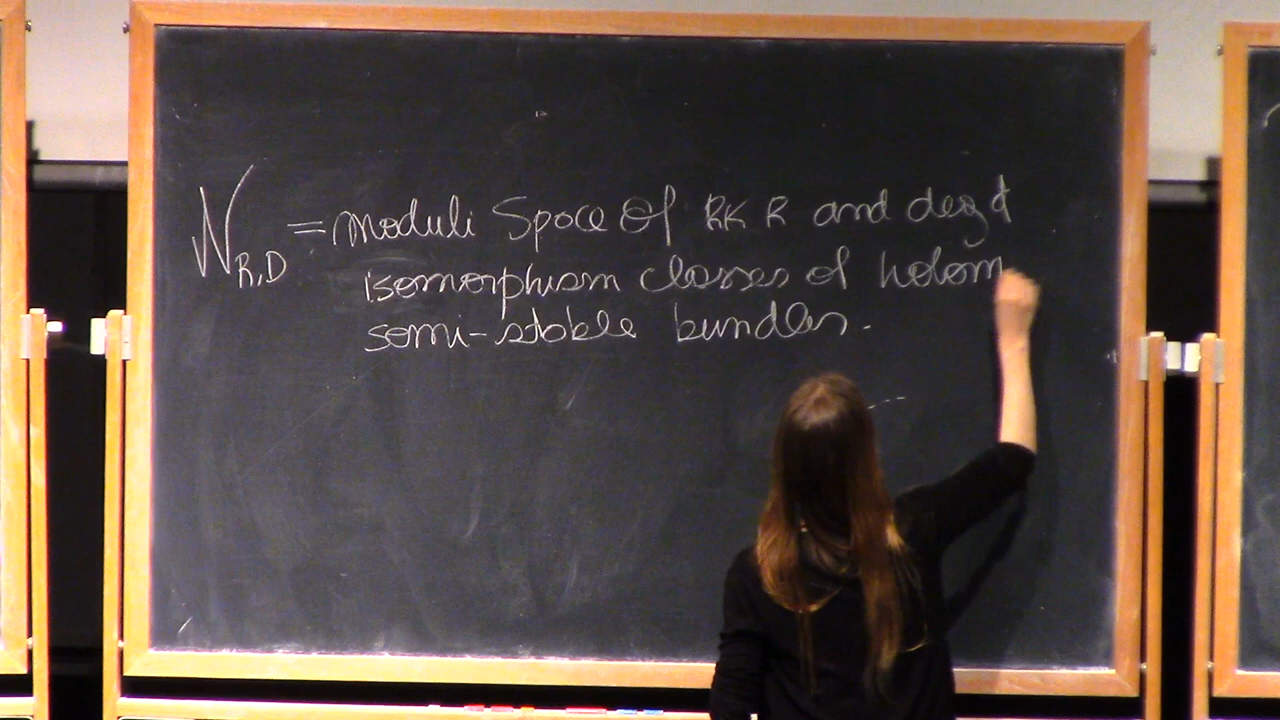 N_{R,D} = moduli Space Of RK R and deg d
isomorphism classes of holom
semi-stable bundles.